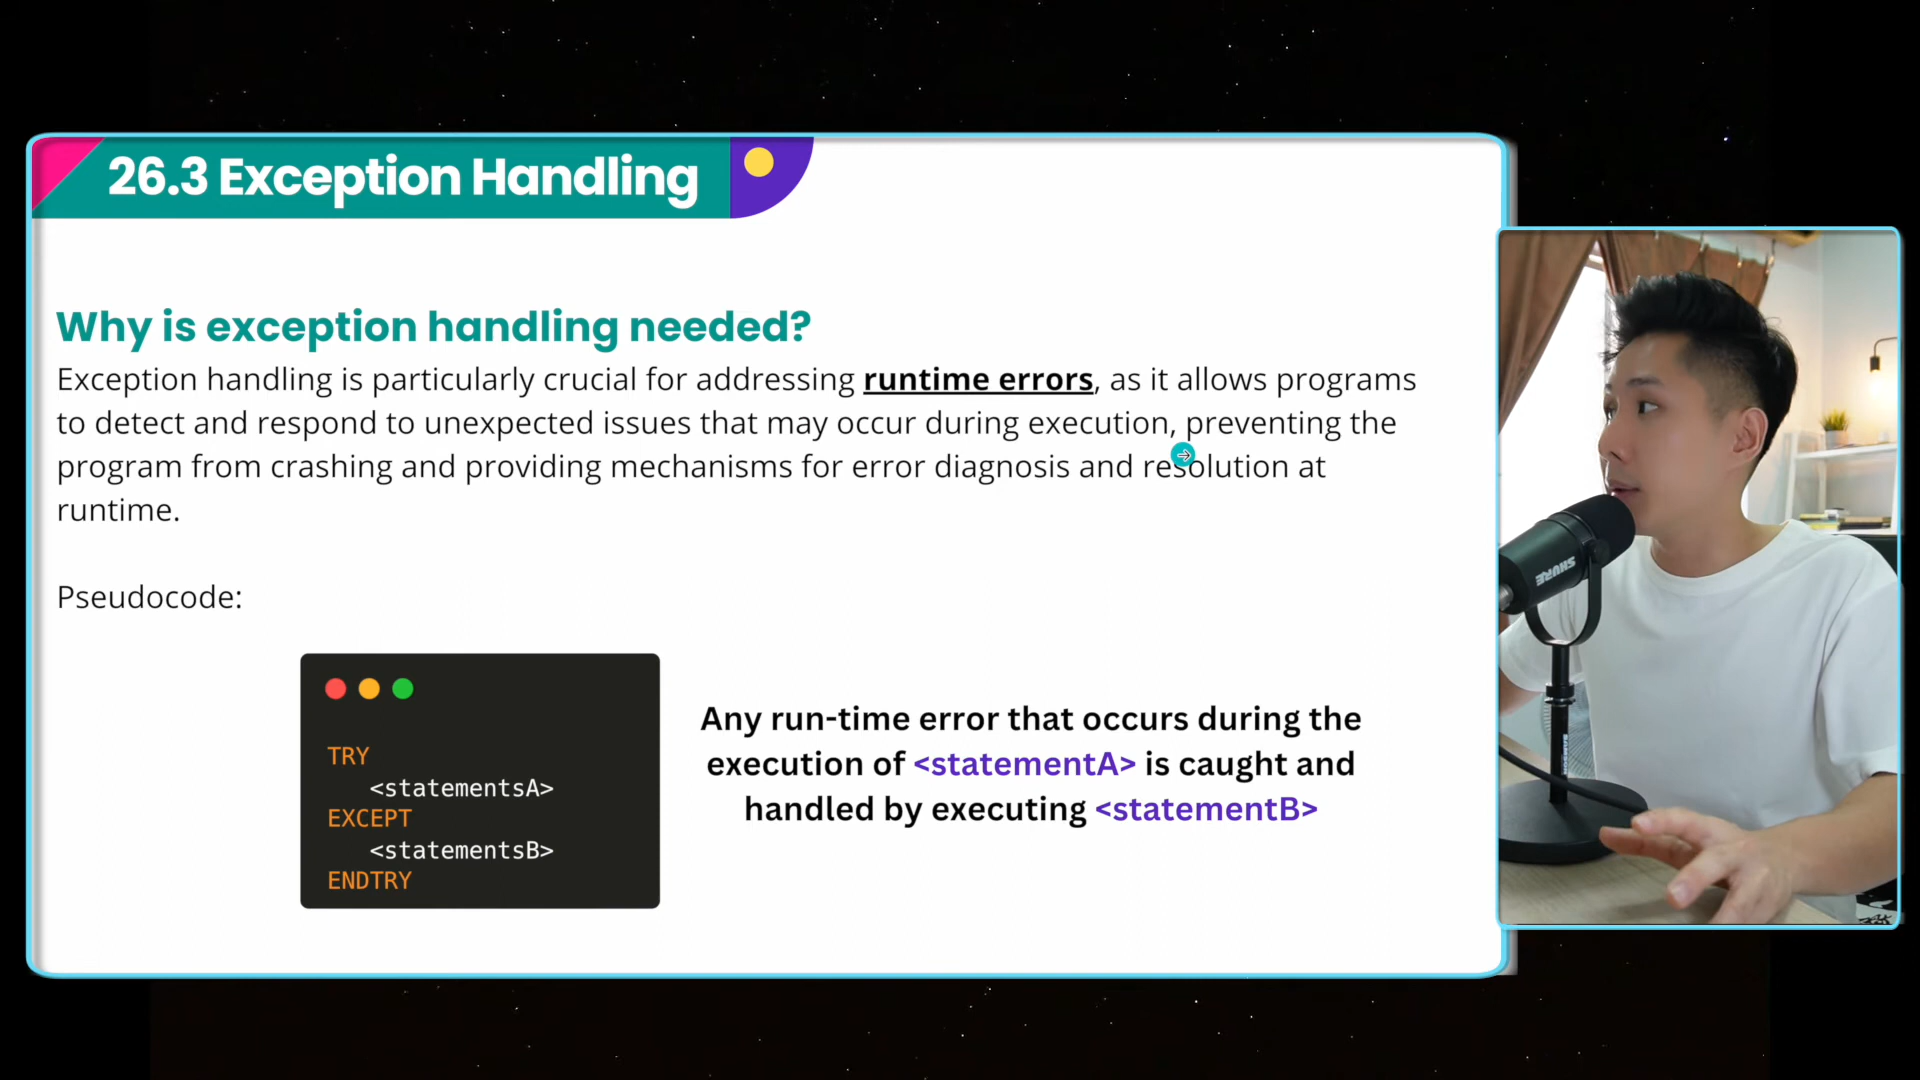 26.3 Exception Handling
Why is exception handling needed?
Exception handling is particularly crucial for addressing runtime errors, as it allows programs
to detect and respond to unexpected issues that may occur during execution, preventing the
program from crashing and providing mechanisms for error diagnosis and resolution at
runtime.
Pseudocode:
TRY
<statementsA>
EXCEPT
<statementsB>
ENDTRY
Any run-time error that occurs during the
execution of <statementA> is caught and
handled by executing <statementB>
SHURE